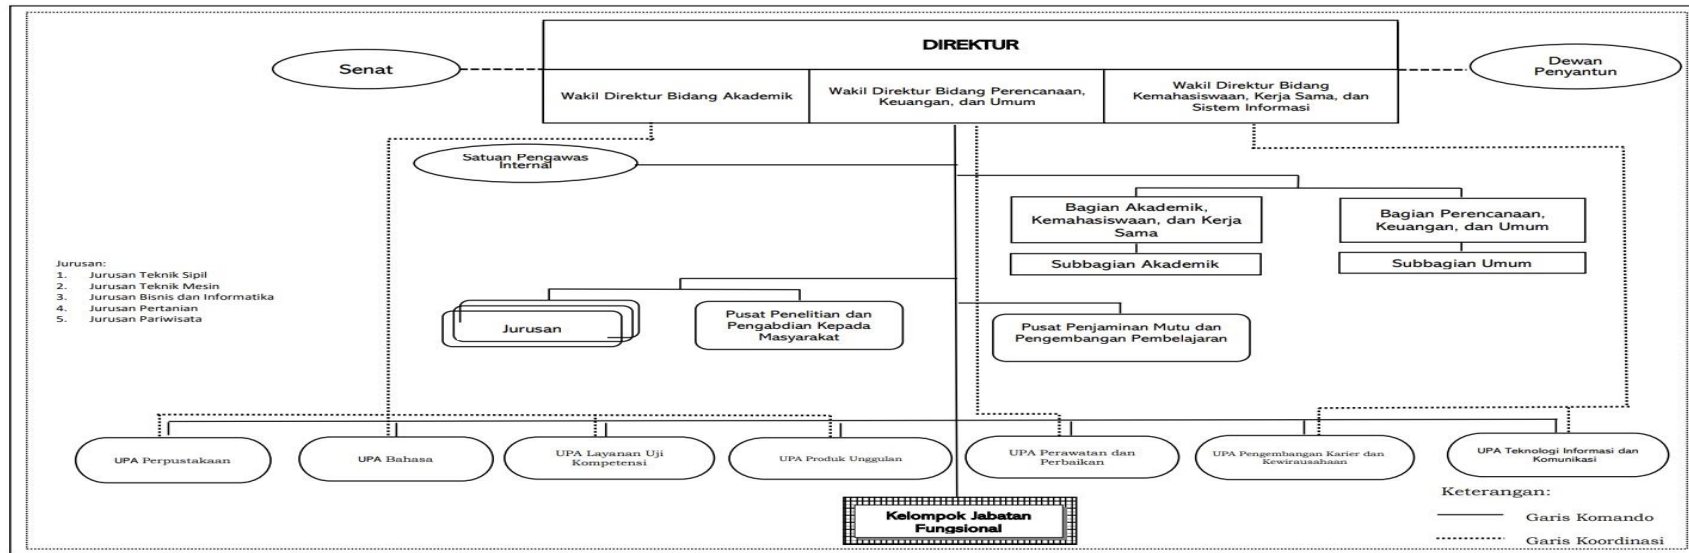 DIREKTUR
Senat
Dewan
Penyantun
Wakil Direktur Bidang Akademik
Wakil Direktur Bidang Perencanaan,
Keuangan, dan Umum
Wakil Direktur Bidang
Kemahasiswaan, Kerja Sama, dan
Sistem Informasi
Satuan Pengawas
Internal
Bagian Akademik,
Kemahasiswaan, dan Kerja
Sama
Bagian Perencanaan,
Keuangan, dan Umum
Subbagian Akademik
Subbagian Umum
Jurusan:
1. Jurusan Teknik Sipil
2. Jurusan Teknik Mesin
3. Jurusan Bisnis dan Informatika
4. Jurusan Pertanian
5. Jurusan Pariwisata
Jurusan
Pusat Penelitian dan
Pengabdian Kepada
Masyarakat
Pusat Penjaminan Mutu dan
Pengembangan Pembelajaran
UPA Perpustakaan
UPA Bahasa
UPA Layanan Uji
Kompetensi
UPA Produk Unggulan
UPA Perawatan dan
Perbaikan
UPA Pengembangan Karier dan
Kewirausahaan
UPA Teknologi Informasi dan
Komunikasi
Kelompok Jabatan
Fungsional
Keterangan:
Garis Komando
Garis Koordinasi